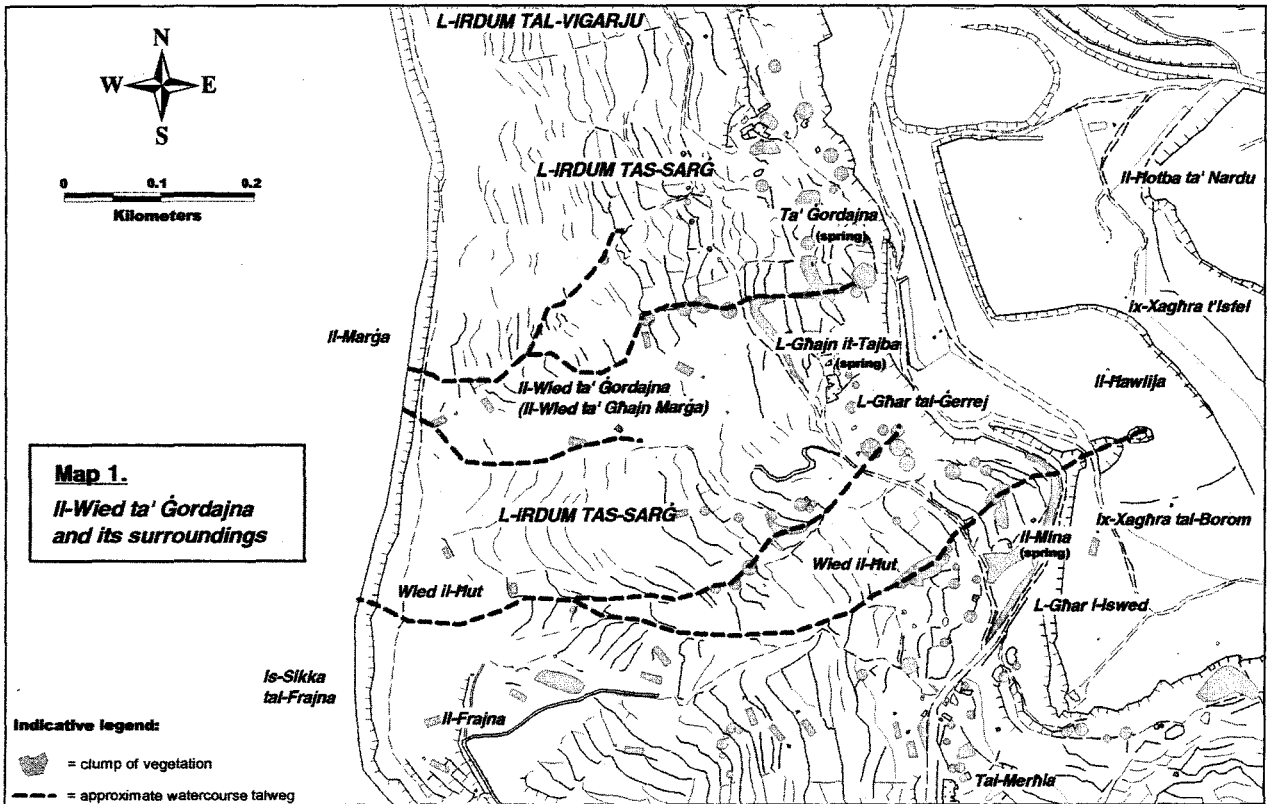 L-IRDUM TAL-VIGARJU
N
W E
S
0 0.1 0.2
Kilometers
L-IRDUM TAS-SARĠ
Il-Ħotba ta' Nardu
Ta' Ġordajna
(spring)
Ix-Xagħra t'Isfel
Il-Marġa
L-Għajn it-Tajba
(spring)
Il-Ħawlija
Il-Wied ta' Ġordajna
(Il-Wied ta' Għajn Marġa)
L-Għar tal-Ġerrej
Map 1.
Il-Wied ta' Ġordajna
and its surroundings
L-IRDUM TAS-SARĠ
Ix-Xagħra tal-Borom
Il-Mina
(spring)
Wied il-Ħut
Wied il-Ħut
L-Għar l-Iswed
Is-Sikka
tal-Frajna
Il-Frajna
Indicative legend:
= clump of vegetation
Tal-Merħla
= approximate watercourse talweg